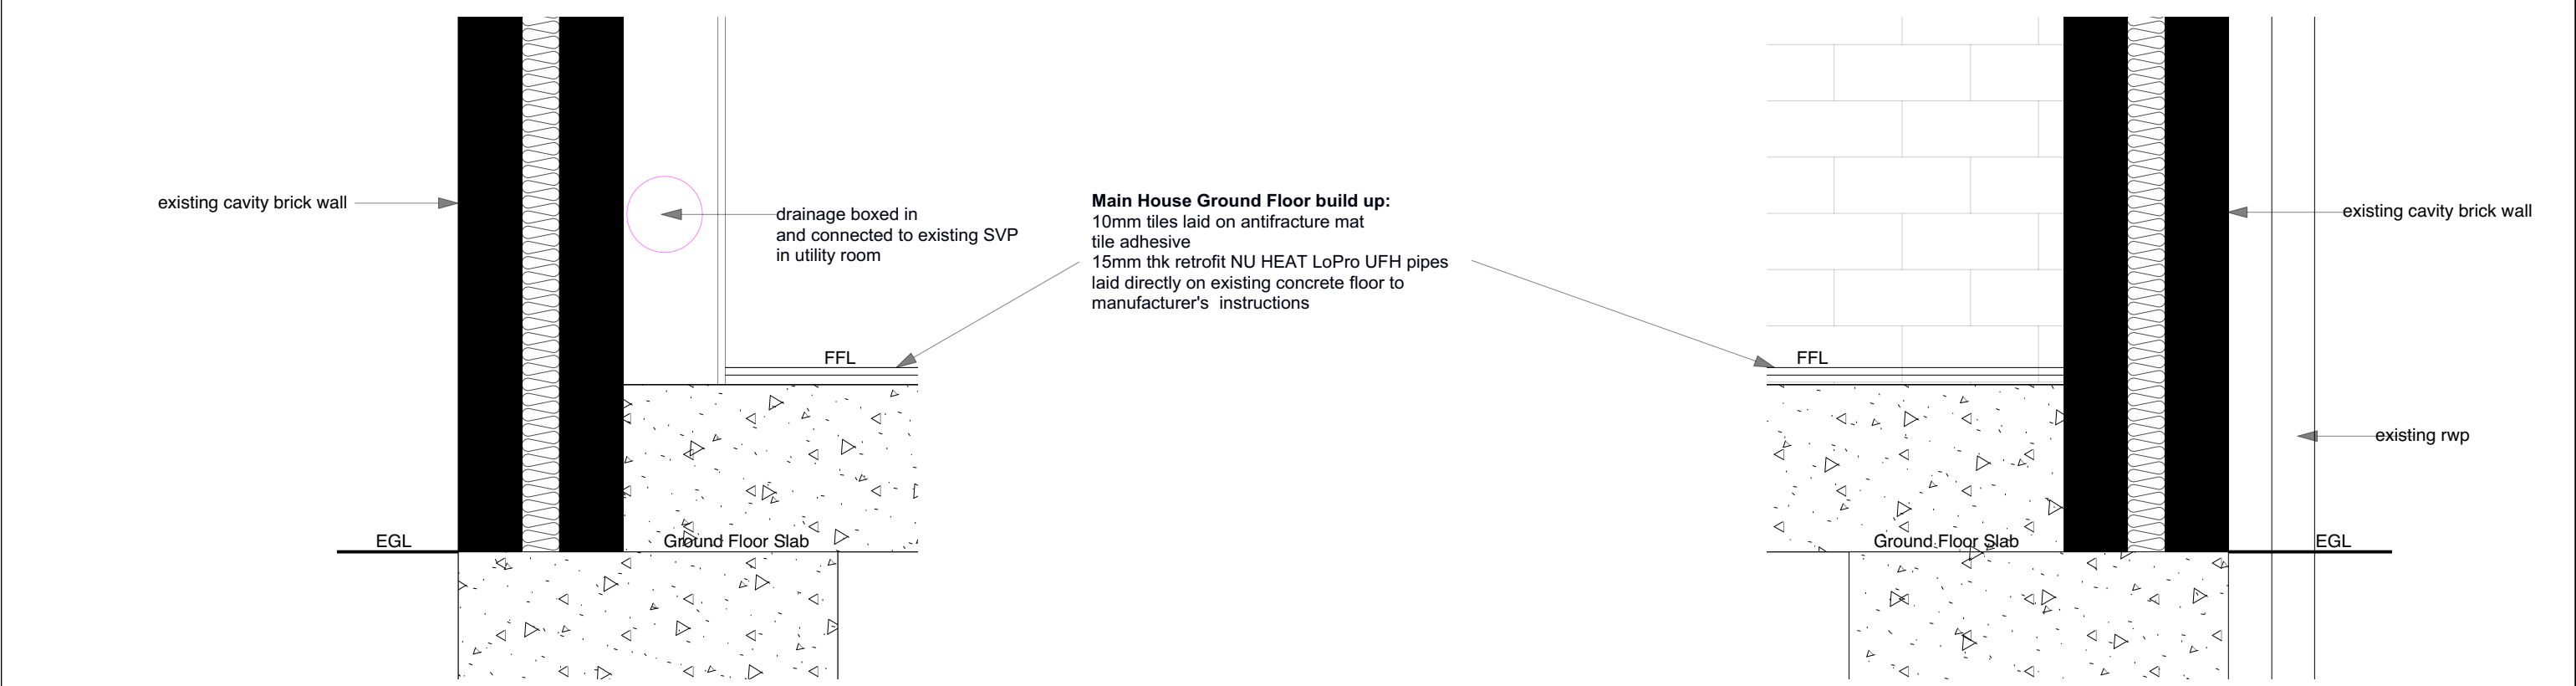 existing cavity brick wall
drainage boxed in
and connected to existing SVP
in utility room
FFL
EGL
Ground Floor Slab
Main House Ground Floor build up:
10mm tiles laid on antifracture mat
tile adhesive
15mm thk retrofit NU HEAT LoPro UFH pipes
laid directly on existing concrete floor to
manufacturer's  instructions
FFL
Ground Floor Slab
existing cavity brick wall
existing rwp
EGL